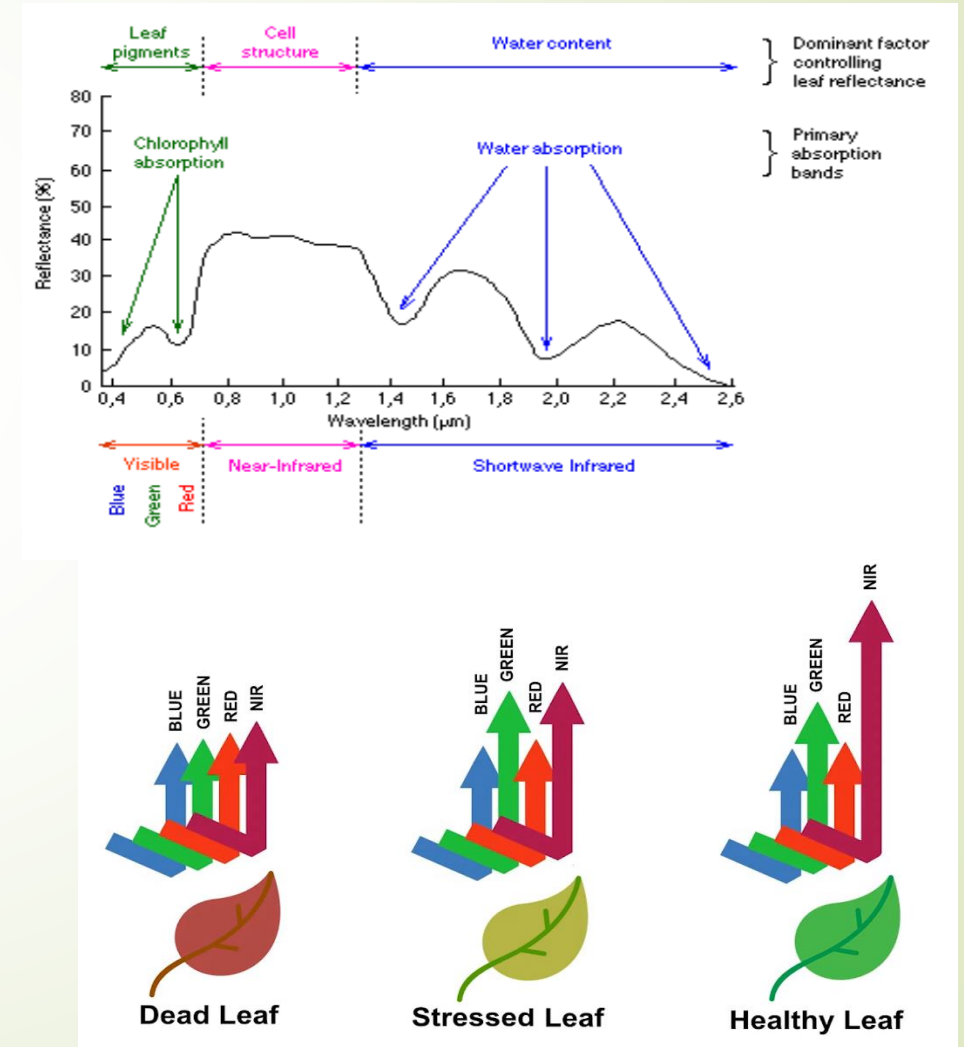 Leaf
pigments
Cell
structure
Water content
} Dominant factor
controlling
leaf reflectance
80
70
60
50
40
30
20
10
0
Reflectance (%)
Chlorophyll
absorption
Water absorption
} Primary
absorption
bands
0,4 0,6 0,8 1,0 1,2 1,4 1,6 1,8 2,0 2,2 2,4 2,6
Wavelength (µm)
Visible
Near-Infrared
Shortwave Infrared
Blue
Green
Red
BLUE
GREEN
RED
NIR
Dead Leaf
BLUE
GREEN
RED
NIR
Stressed Leaf
BLUE
GREEN
RED
NIR
Healthy Leaf